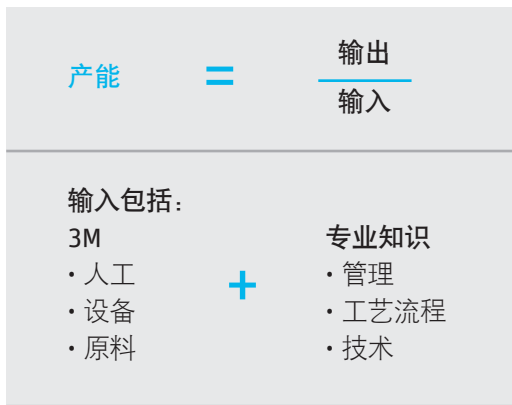 产能 = 输出
输入
输入包括:
3M
・人工
・设备
・原料
+
专业知识
・管理
・工艺流程
・技术